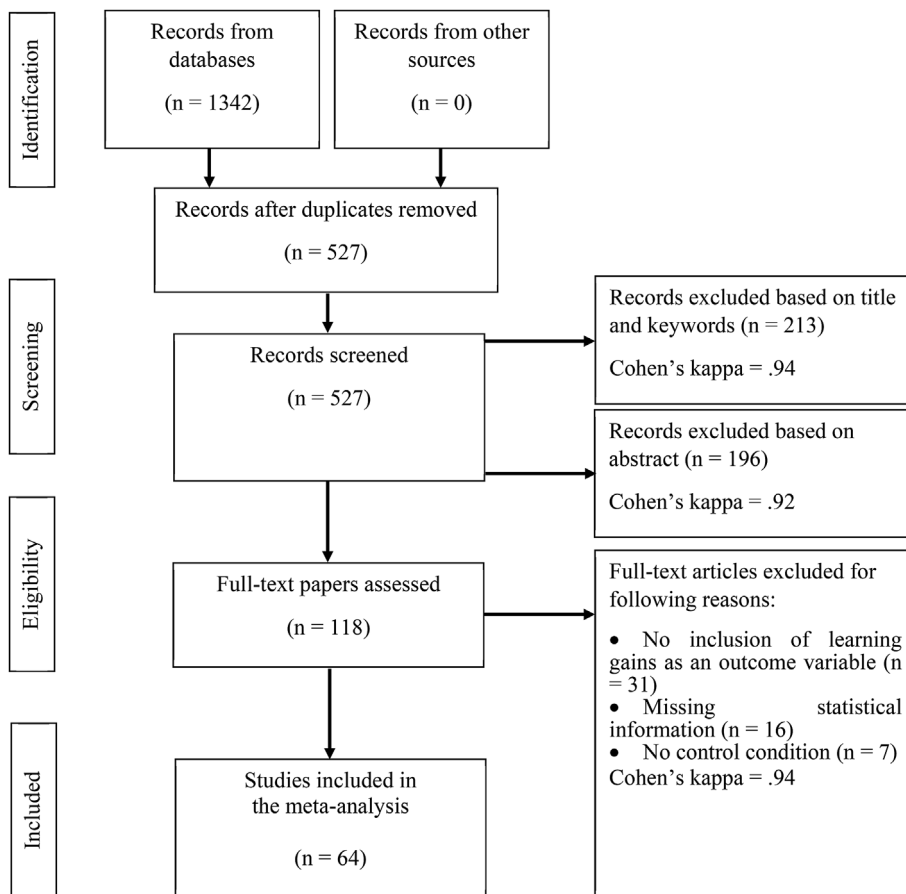 Identification
Records from
databases
(n = 1342)
Records from other
sources
(n = 0)
Records after duplicates removed
(n = 527)
Screening
Records screened
(n = 527)
Records excluded based on title
and keywords (n = 213)
Cohen’s kappa = .94
Records excluded based on
abstract (n = 196)
Cohen’s kappa = .92
Eligibility
Full-text papers assessed
(n = 118)
Full-text articles excluded for
following reasons:
• No inclusion of learning
gains as an outcome variable (n
= 31)
• Missing statistical
information (n = 16)
• No control condition (n = 7)
Cohen’s kappa = .94
Included
Studies included in
the meta-analysis
(n = 64)